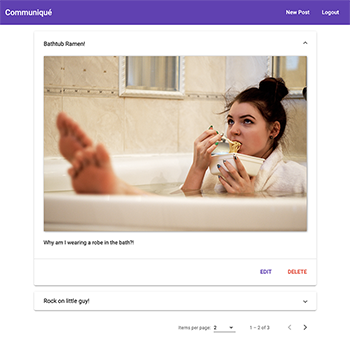 Communiqué
New Post Logout
Bathtub Ramen!
Why am I wearing a robe in the bath?!
EDIT DELETE
Rock on little guy!
Items per page: 2 1 – 2 of 3